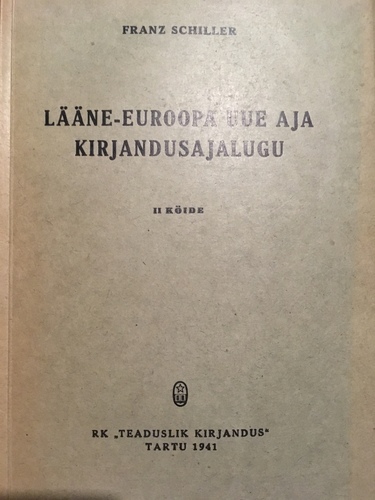 FRANZ SCHILLER
LÄÄNE-EUROOPA UUE AJA
KIRJANDUSAJALUGU
II KÖIDE
RK „TEADUSLIK KIRJANDUS“
TARTU 1941